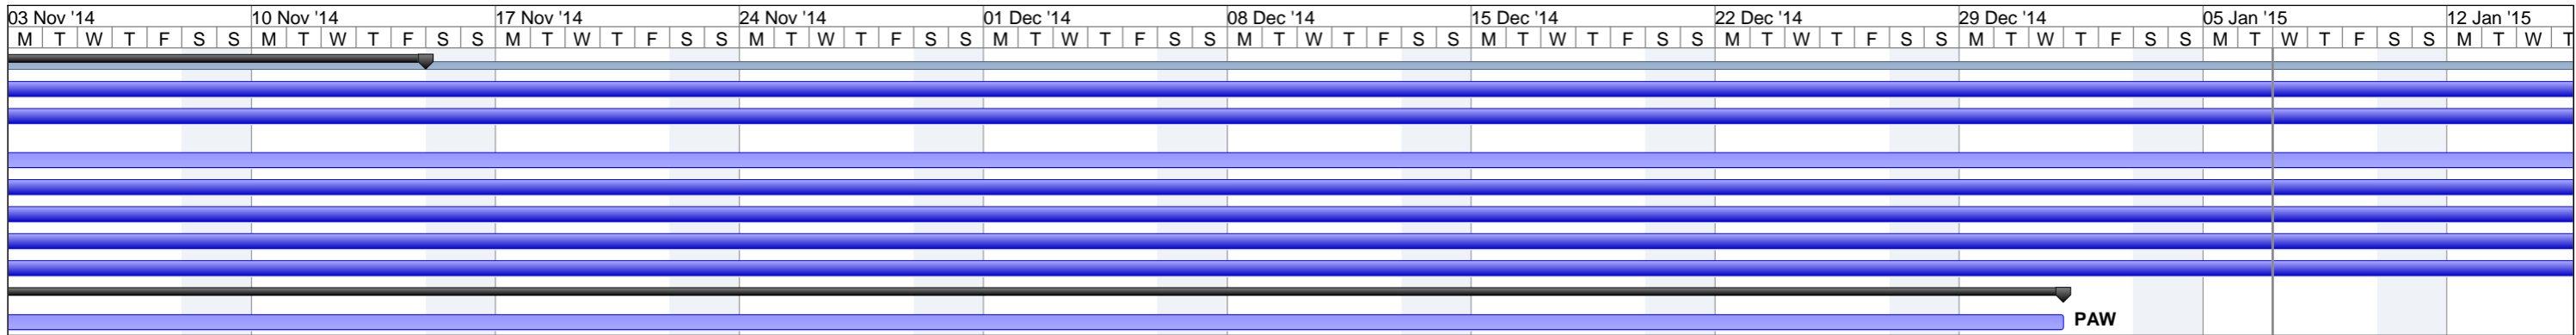 03 Nov '14 10 Nov '14 17 Nov '14 24 Nov '14 01 Dec '14 08 Dec '14 15 Dec '14 22 Dec '14 29 Dec '14 05 Jan '15 12 Jan '15
M T W T F S S M T W T F S S M T W T F S S M T W T F S S M T W T F S S M T W T F S S M T W T F S S M T W T F S S M T W T F S S M T W T F S S M T W T
PAW